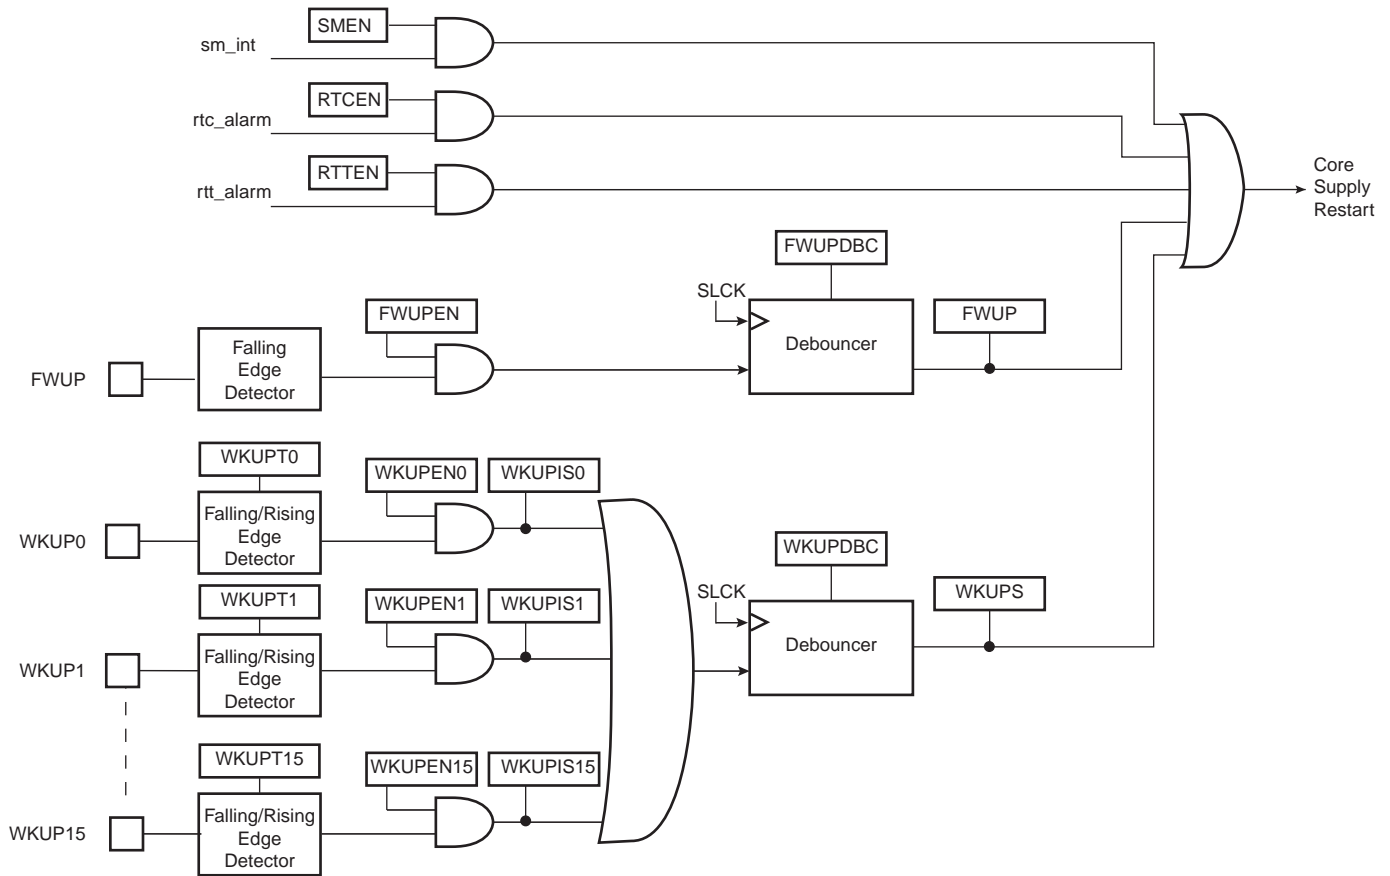 SMEN
sm_int
RTCEN
rtc_alarm
RTTEN
rtt_alarm
Core
Supply
Restart
FWUPDBC
SLCK
FWUPEN
FWUP
Falling
Edge
Detector
Debouncer
FWUP
WKUPT0
WKUPEN0
WKUPIS0
Falling/Rising
Edge
Detector
WKUP0
WKUPDBC
SLCK
WKUPT1
WKUPEN1
WKUPIS1
WKUPS
Falling/Rising
Edge
Detector
Debouncer
WKUP1
WKUPT15
WKUPEN15
WKUPIS15
Falling/Rising
Edge
Detector
WKUP15